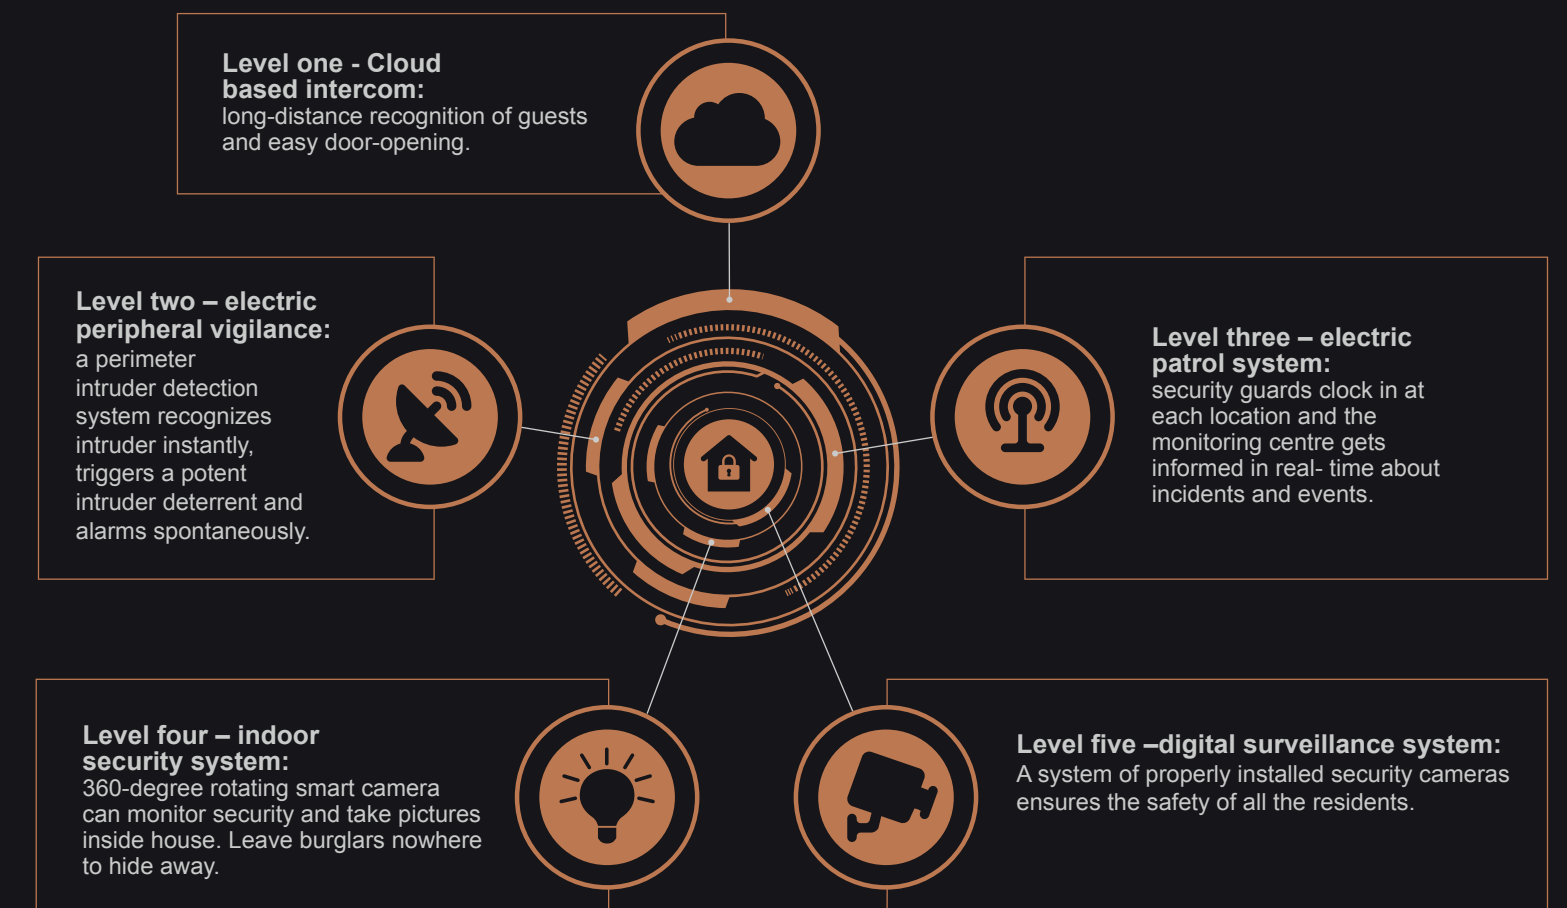 Level one - Cloud
based intercom:
long-distance recognition of guests
and easy door-opening.
Level two – electric
peripheral vigilance:
a perimeter
intruder detection
system recognizes
intruder instantly,
triggers a potent
intruder deterrent and
alarms spontaneously.
Level three – electric
patrol system:
security guards clock in at
each location and the
monitoring centre gets
informed in real- time about
incidents and events.
Level four – indoor
security system:
360-degree rotating smart camera
can monitor security and take pictures
inside house. Leave burglars nowhere
to hide away.
Level five –digital surveillance system:
A system of properly installed security cameras
ensures the safety of all the residents.